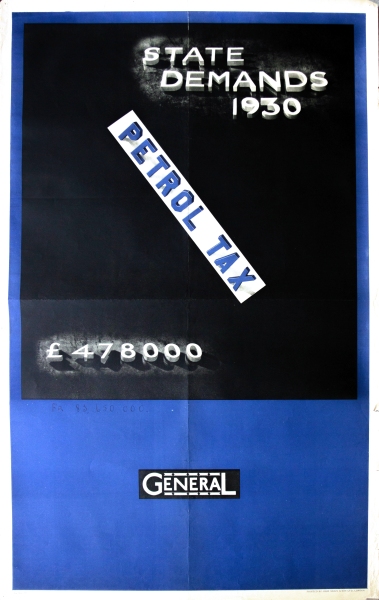 STATE
DEMANDS
1930
PETROL TAX
£478000
GENERAL